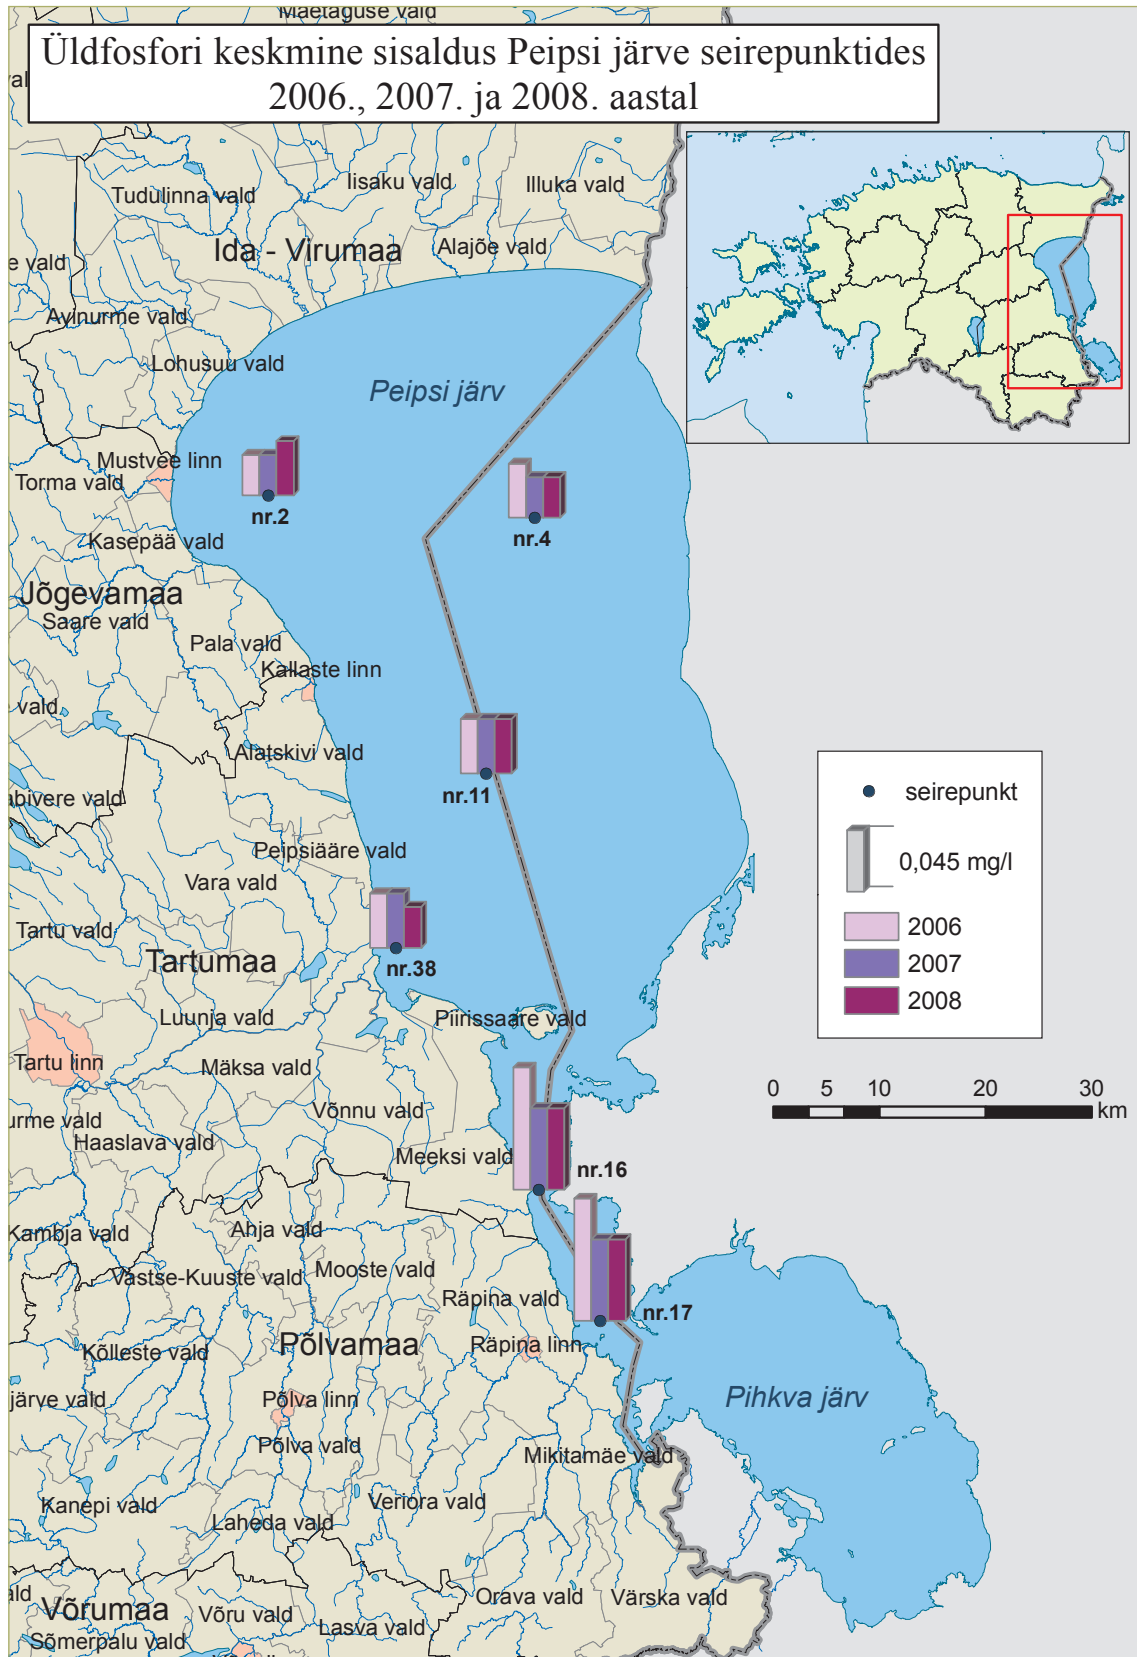 Mäetaguse vald
Üldfosfori keskmine sisaldus Peipsi järve seirepunktides
2006., 2007. ja 2008. aastal
Tudulinna vald
Iisaku vald
Illuka vald
Ida - Virumaa
Alajõe vald
e vald
Avinurme vald
Lohusuu vald
Peipsi järv
Mustvee linn
Torma vald
nr.2
nr.4
Kasepää vald
Jõgevamaa
Saare vald
Pala vald
Kallaste linn
vald
Alatskivi vald
nr.11
abivere vald
Peipsiääre vald
Vara vald
Tartu vald
Tartumaa
nr.38
Luunja vald
Piirissaare vald
Tartu linn
Mäksa vald
Võnnu vald
urme vald
Haaslava vald
Meeksi vald
nr.16
Kambja vald
Ahja vald
Vastse-Kuuste vald
Mooste vald
Räpina vald
nr.17
Põlvamaa
Räpina linn
Kõlleste vald
järve vald
Põlva linn
Pihkva järv
Põlva vald
Mikitamäe vald
Kanepi vald
Veriora vald
Laheda vald
Orava vald
Värska vald
ald
Võrumaa
Võru vald
Lasva vald
Sõmerpalu vald
seirepunkt
0,045 mg/l
2006
2007
2008
0 5 10 20 30
km